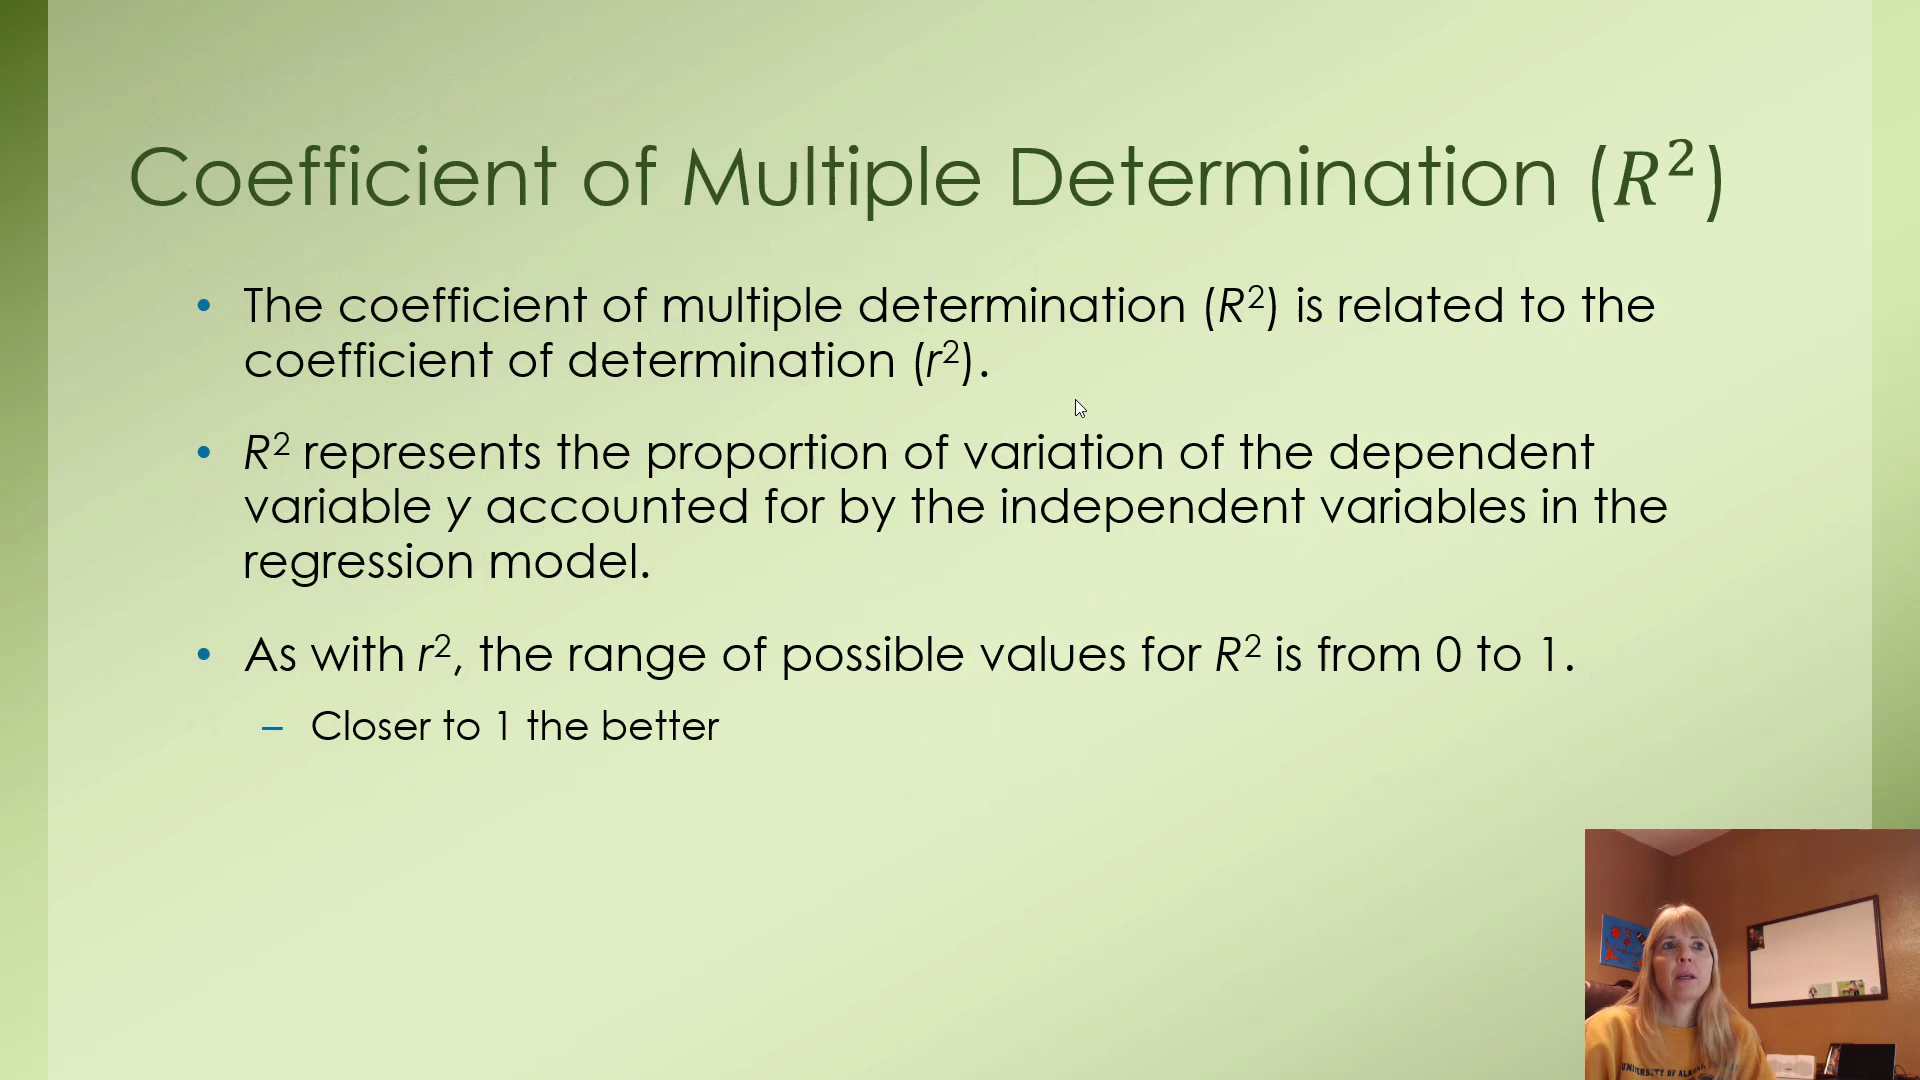 Coefficient of Multiple Determination (R²)
• The coefficient of multiple determination (R²) is related to the
coefficient of determination (r²).
• R² represents the proportion of variation of the dependent
variable y accounted for by the independent variables in the
regression model.
• As with r², the range of possible values for R² is from 0 to 1.
– Closer to 1 the better
UNIVERSITY OF